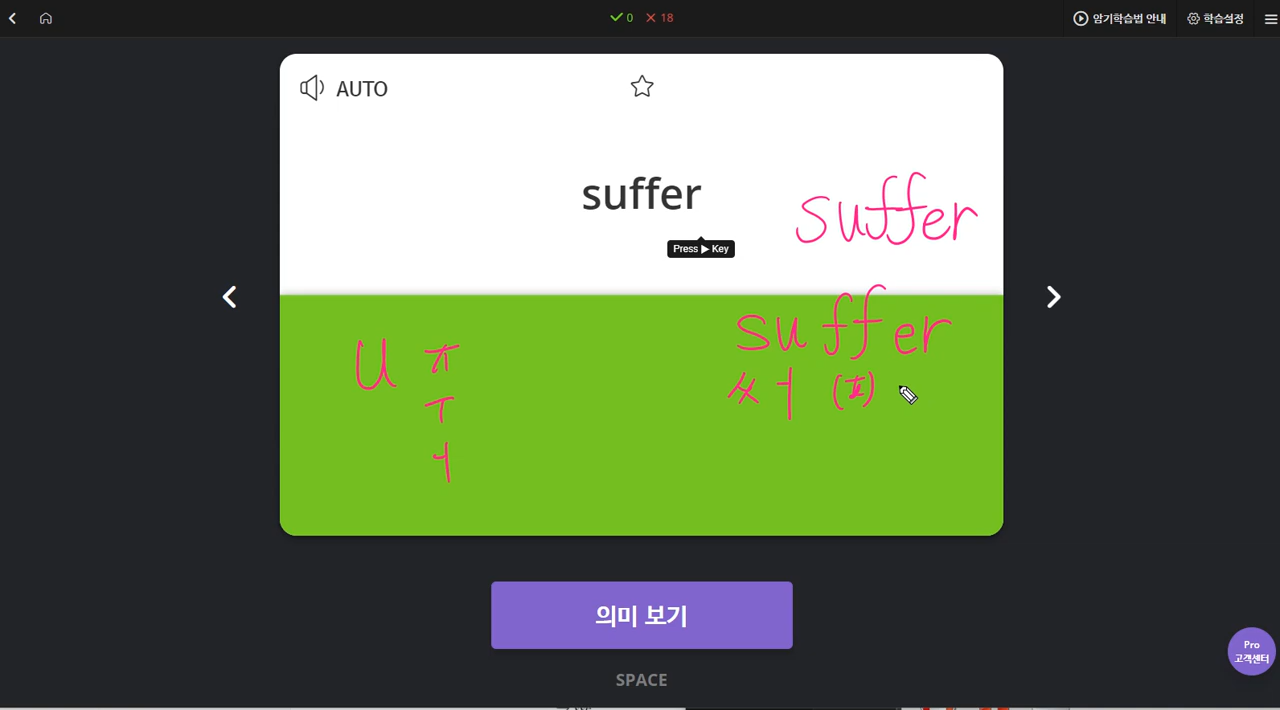 0 18 암기학습법 안내 학습설정
AUTO
suffer
suffer
Press ▶ Key
suffer
u ㅠ
ㅆ ㅓ (ㅍ)
ㅜ
ㅓ
의미 보기
Pro
고객센터
SPACE